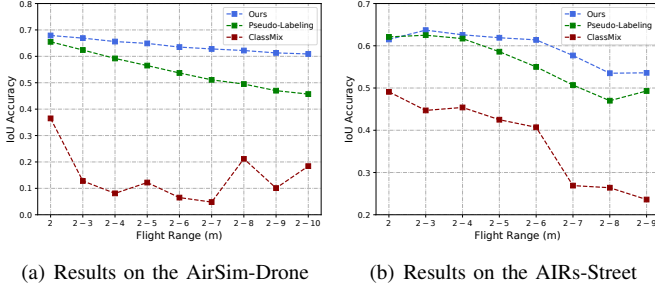 0.8
0.7
0.6
0.5
0.4
0.3
0.2
0.1
0.0
IoU Accuracy
Ours
Pseudo-Labeling
ClassMix
2 2−3 2−4 2−5 2−6 2−7 2−8 2−9 2−10
Flight Range (m)
(a) Results on the AirSim-Drone
0.7
0.6
0.5
0.4
0.3
0.2
IoU Accuracy
Ours
Pseudo-Labeling
ClassMix
2 2−3 2−4 2−5 2−6 2−7 2−8 2−9
Flight Range (m)
(b) Results on the AIRs-Street